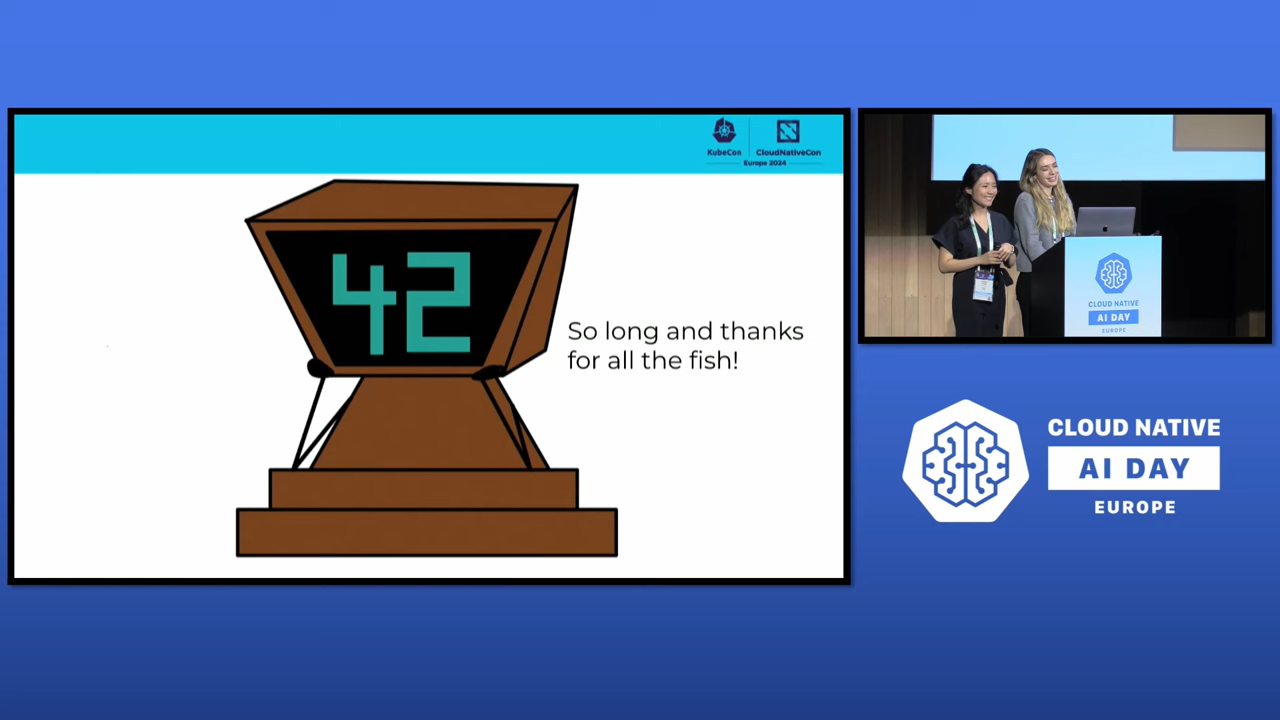 KubeCon
CloudNativeCon
Europe 2024
42
So long and thanks
for all the fish!
CLOUD NATIVE
AI DAY
EUROPE
CLOUD NATIVE
AI DAY
EUROPE